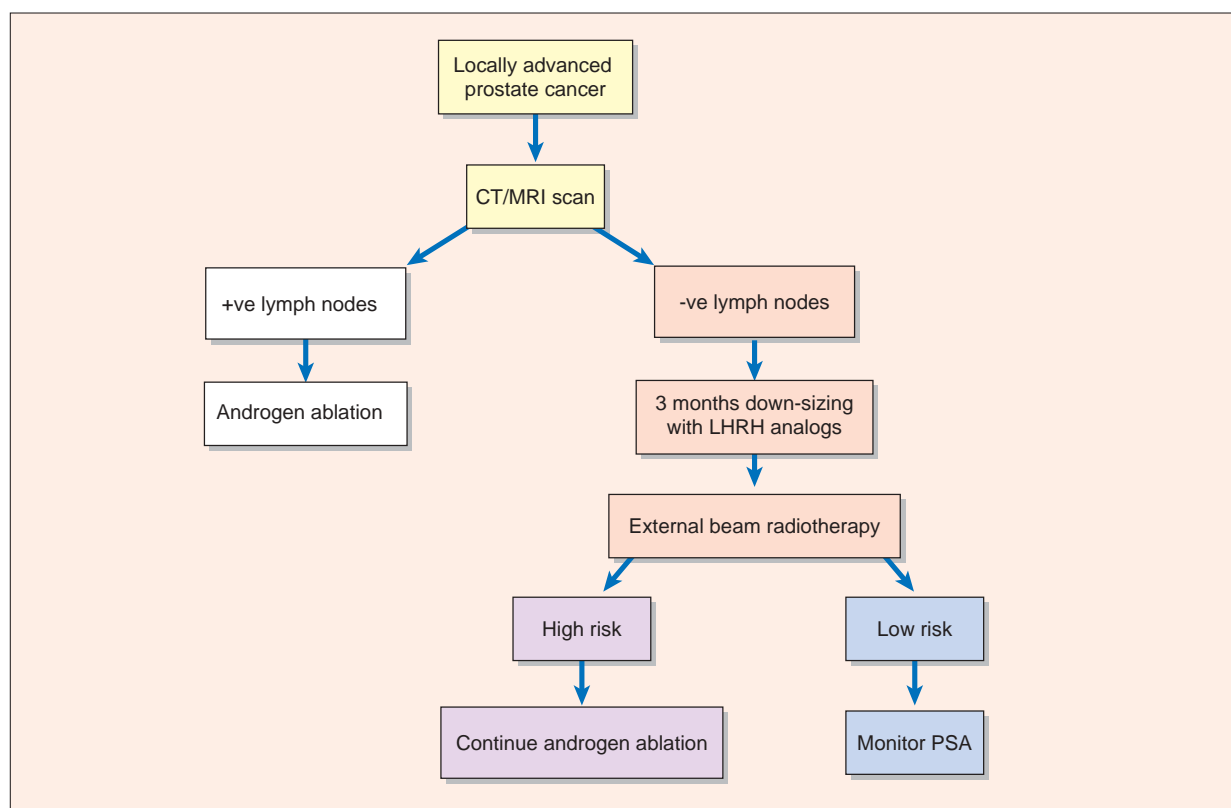 Locally advanced
prostate cancer
CT/MRI scan
+ve lymph nodes
-ve lymph nodes
Androgen ablation
3 months down-sizing
with LHRH analogs
External beam radiotherapy
High risk
Low risk
Continue androgen ablation
Monitor PSA